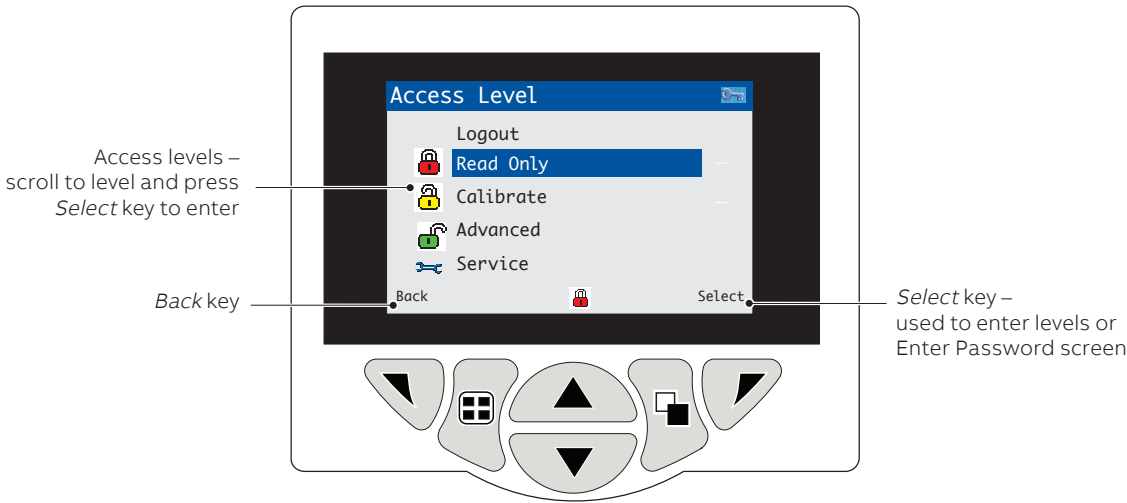 Access Level
Logout
Read Only
Calibrate
Advanced
Service
Back
Select
Access levels –
scroll to level and press
Select key to enter
Back key
Select key –
used to enter levels or
Enter Password screen